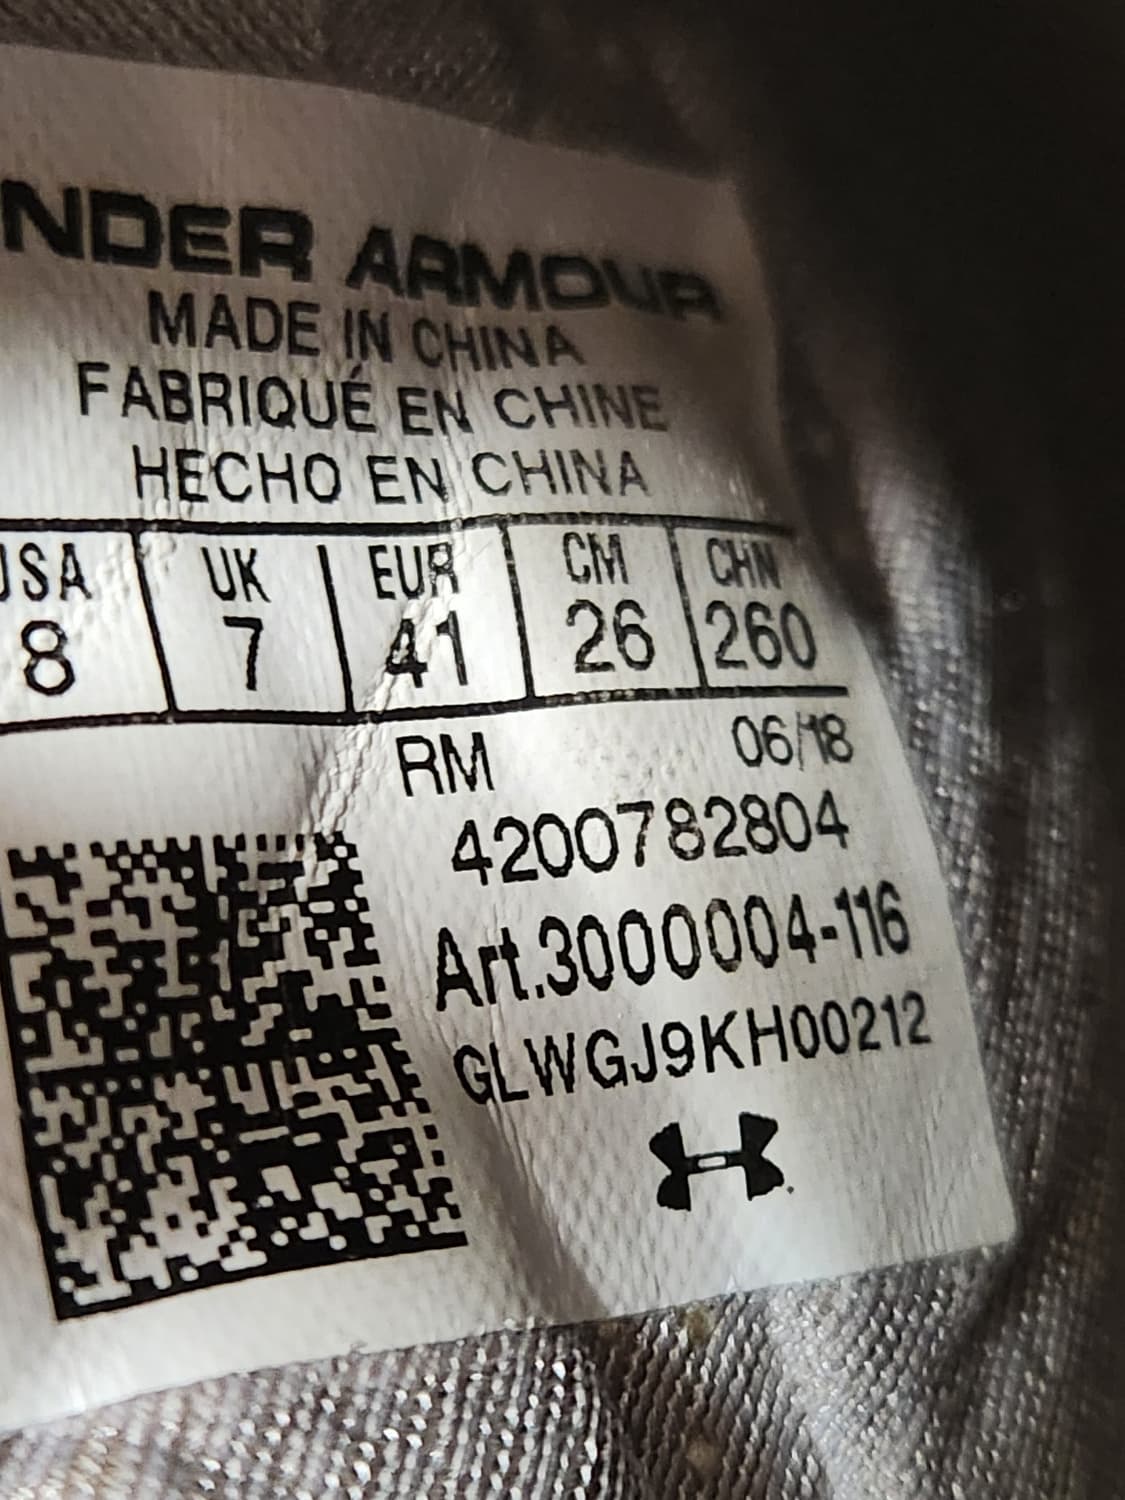 NDER ARMOUR
MADE IN CHINA
FABRIQUÉ EN CHINE
HECHO EN CHINA
USA UK EUR CM CHN
8 7 41 26 260
RM 06/18
4200782804
Art.3000004-116
GLWGJ9KH00212